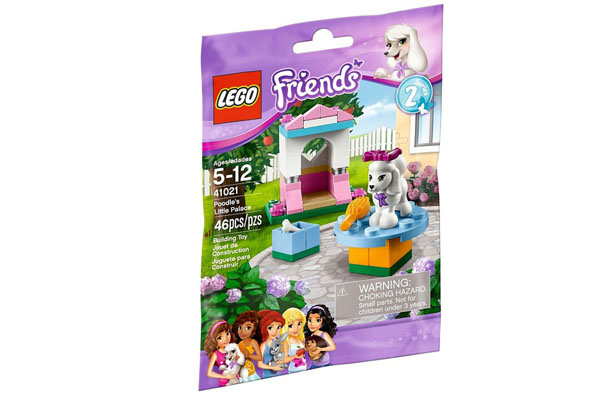 LEGO
Friends
Series
2
Ages/edades
5-12
41021
Poodle's
Little Palace
46pcs/pzs
Building Toy
Jouet de
Construction
Juguete para
Construir
WARNING:
CHOKING HAZARD.
Small parts. Not for
children under 3 years.